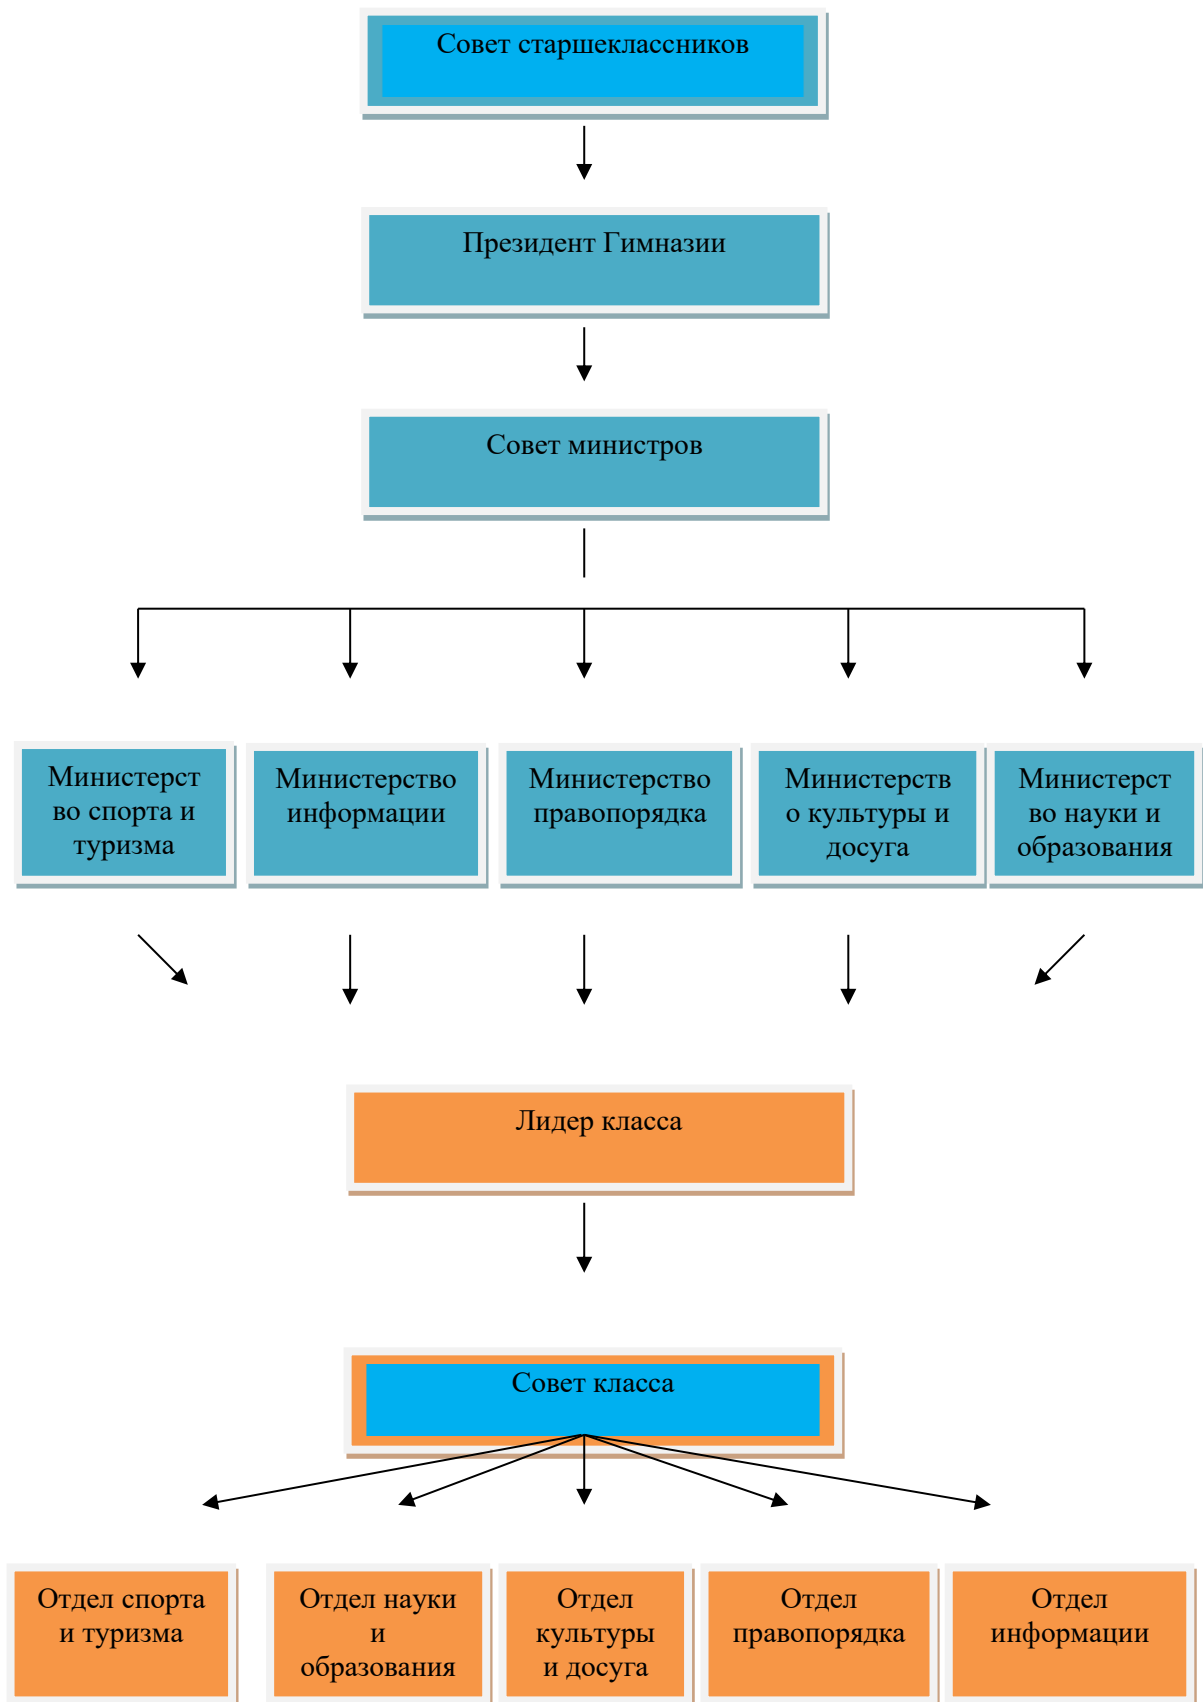 Совет старшеклассников
Президент Гимназии
Совет министров
Министерст
во спорта и
туризма
Министерство
информации
Министерство
правопорядка
Министерств
о культуры и
досуга
Министерст
во науки и
образования
Лидер класса
Совет класса
Отдел спорта
и туризма
Отдел науки
и
образования
Отдел
культуры
и досуга
Отдел
правопорядка
Отдел
информации